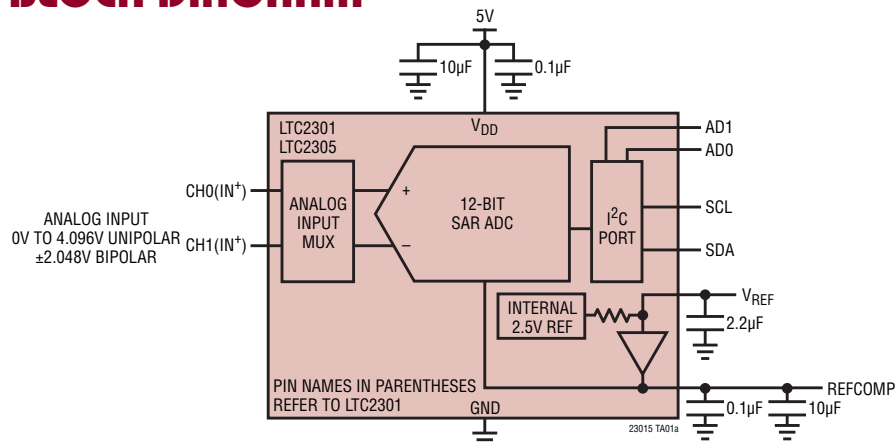 BLOCK DIAGRAM
5V
10µF
0.1µF
LTC2301
LTC2305
VDD
AD1
AD0
CH0(IN+)
ANALOG
INPUT
MUX
+
12-BIT
SAR ADC
I2C
PORT
SCL
ANALOG INPUT
0V TO 4.096V UNIPOLAR
±2.048V BIPOLAR
CH1(IN+)
–
SDA
INTERNAL
2.5V REF
VREF
2.2µF
PIN NAMES IN PARENTHESES
REFER TO LTC2301
GND
REFCOMP
0.1µF
10µF
23015 TA01a